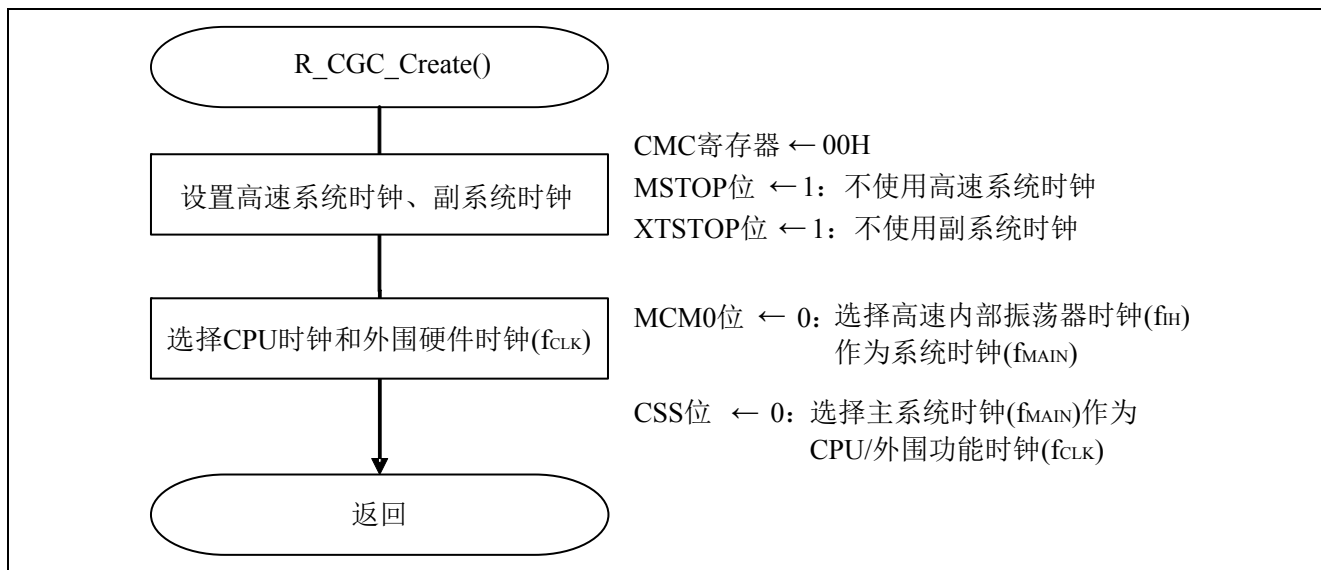 R_CGC_Create()
设置高速系统时钟、副系统时钟
CMC寄存器 ← 00H
MSTOP位 ← 1：不使用高速系统时钟
XTSTOP位 ← 1：不使用副系统时钟
选择CPU时钟和外围硬件时钟(fCLK)
MCM0位 ← 0：选择高速内部振荡器时钟(fIH)
作为系统时钟(fMAIN)
CSS位 ← 0：选择主系统时钟(fMAIN)作为
CPU/外围功能时钟(fCLK)
返回